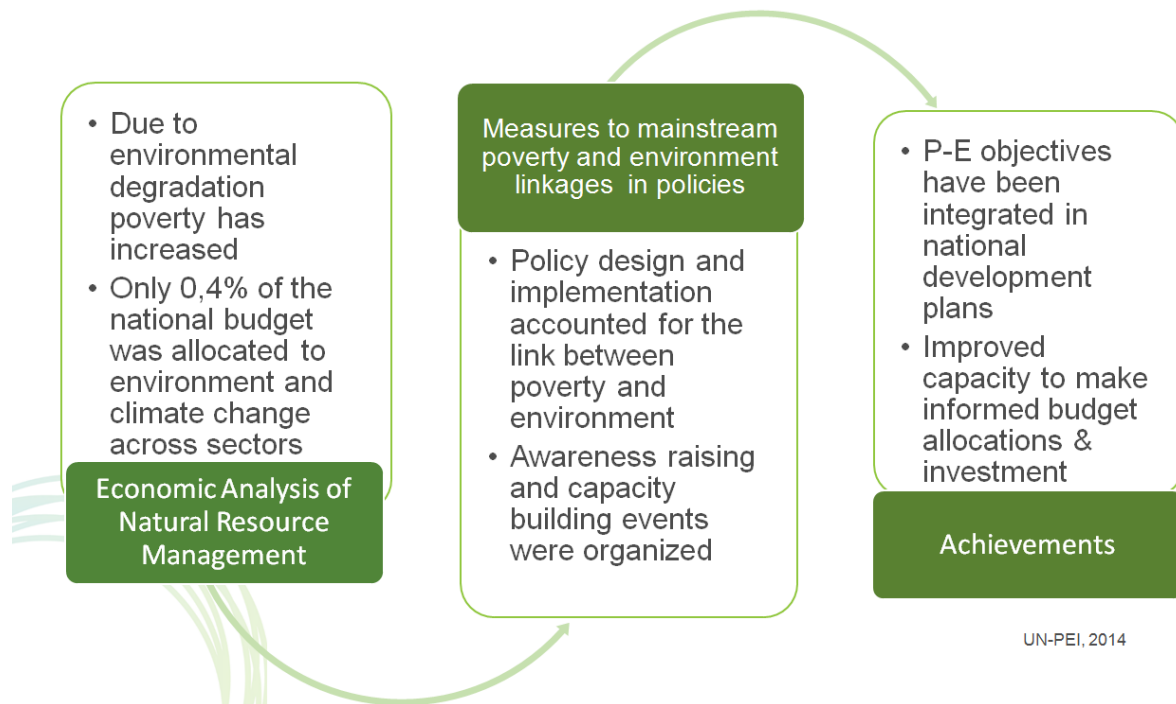 • Due to
environmental
degradation
poverty has
increased
• Only 0,4% of the
national budget
was allocated to
environment and
climate change
across sectors
Economic Analysis of
Natural Resource
Management
Measures to mainstream
poverty and environment
linkages in policies
• Policy design and
implementation
accounted for the
link between
poverty and
environment
• Awareness raising
and capacity
building events
were organized
• P-E objectives
have been
integrated in
national
development
plans
• Improved
capacity to make
informed budget
allocations &
investment
Achievements
UN-PEI, 2014